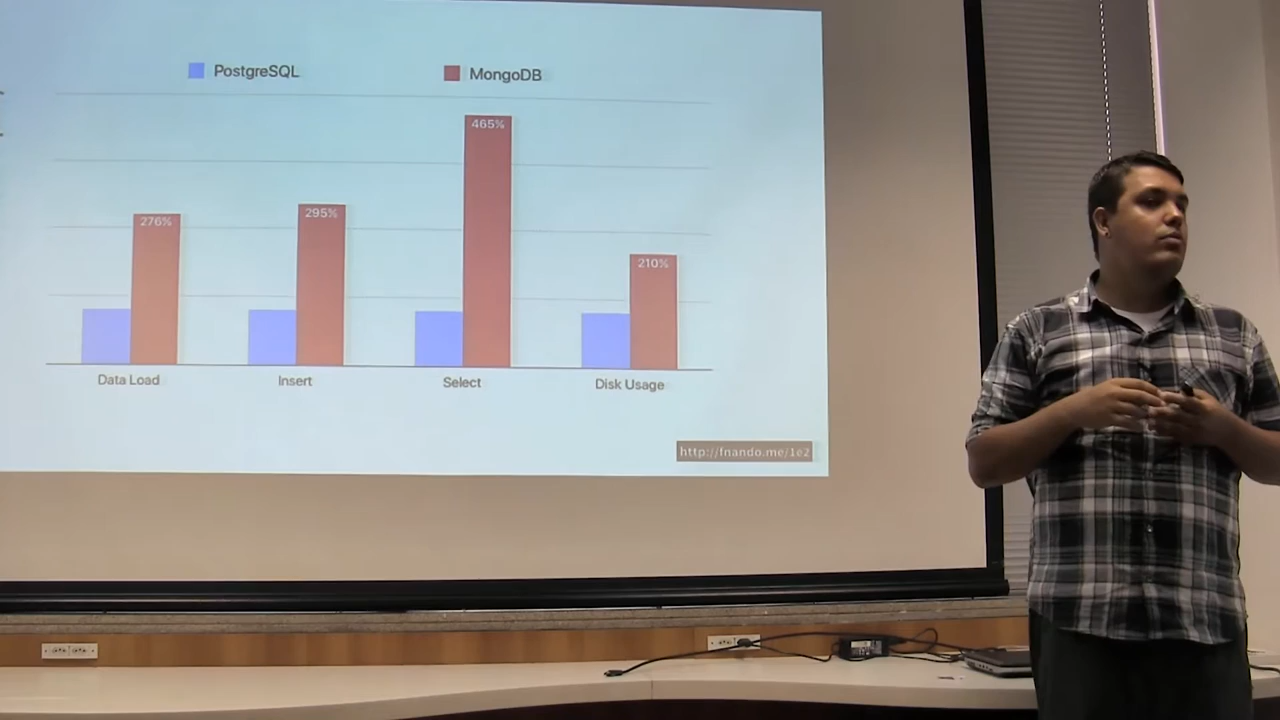 PostgreSQL
MongoDB
465%
276%
295%
210%
Data Load
Insert
Select
Disk Usage
http://fnando.me/1e2